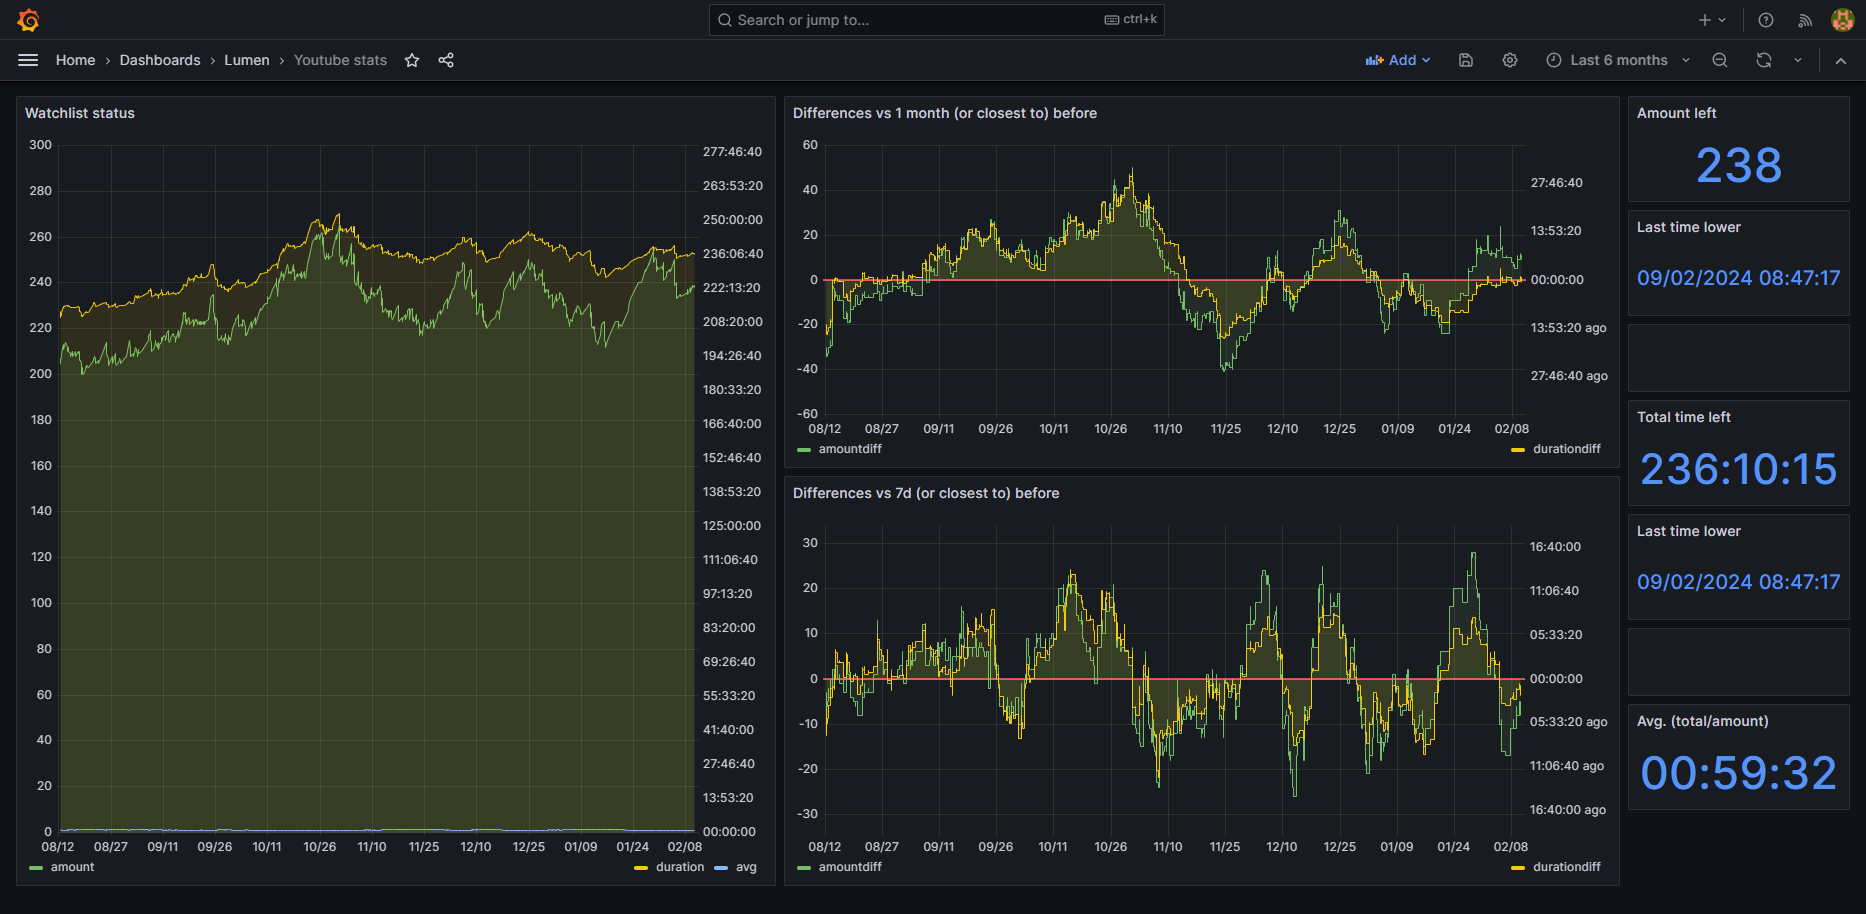 Search or jump to...
ctrl+k
Home › Dashboards › Lumen › Youtube stats
Add
Last 6 months
Watchlist status
300
280
260
240
220
200
180
160
140
120
100
80
60
40
20
0
277:46:40
263:53:20
250:00:00
236:06:40
222:13:20
208:20:00
194:26:40
180:33:20
166:40:00
152:46:40
138:53:20
125:00:00
111:06:40
97:13:20
83:20:00
69:26:40
55:33:20
41:40:00
27:46:40
13:53:20
00:00:00
08/12 08/27 09/11 09/26 10/11 10/26 11/10 11/25 12/10 12/25 01/09 01/24 02/08
amount duration avg
Differences vs 1 month (or closest to) before
60
40
20
0
-20
-40
-60
27:46:40
13:53:20
00:00:00
13:53:20 ago
27:46:40 ago
08/12 08/27 09/11 09/26 10/11 10/26 11/10 11/25 12/10 12/25 01/09 01/24 02/08
amountdiff durationdiff
Differences vs 7d (or closest to) before
30
20
10
0
-10
-20
-30
16:40:00
11:06:40
05:33:20
00:00:00
05:33:20 ago
11:06:40 ago
16:40:00 ago
08/12 08/27 09/11 09/26 10/11 10/26 11/10 11/25 12/10 12/25 01/09 01/24 02/08
amountdiff durationdiff
Amount left
238
Last time lower
09/02/2024 08:47:17
Total time left
236:10:15
Last time lower
09/02/2024 08:47:17
Avg. (total/amount)
00:59:32